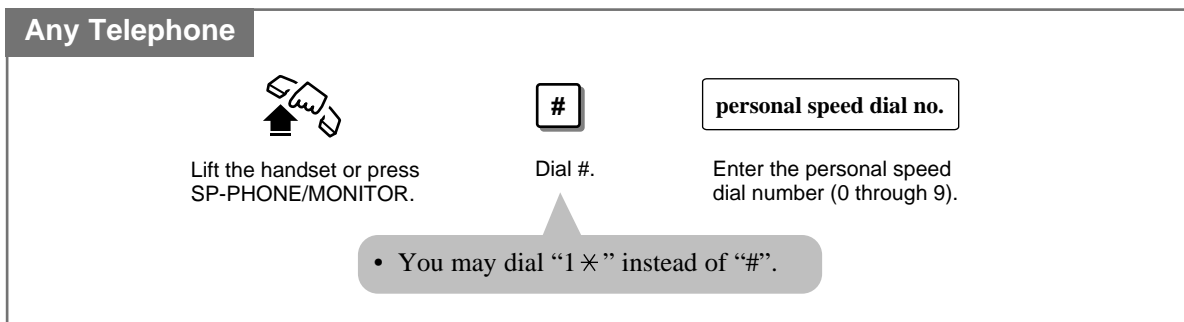 Any Telephone
#
personal speed dial no.
Lift the handset or press
SP-PHONE/MONITOR.
Dial #.
Enter the personal speed
dial number (0 through 9).
• You may dial “1✳” instead of “#”.